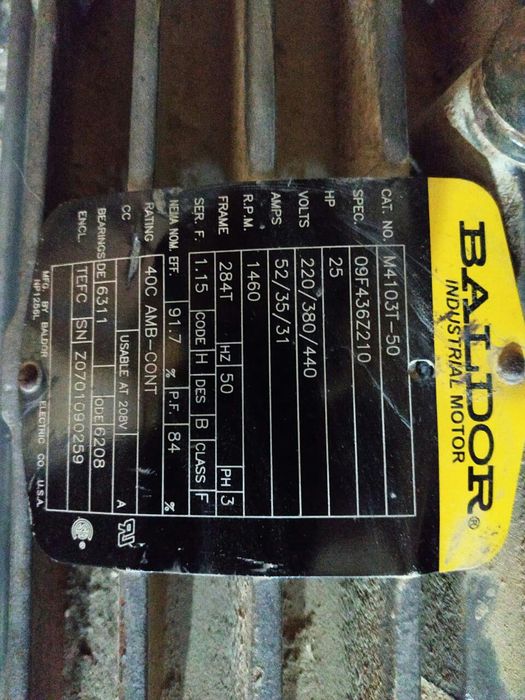 BALDOR®
INDUSTRIAL MOTOR
CAT. NO. M4103T-50
SPEC. 09F436Z210
HP 25
VOLTS 220/380/440
AMPS 52/35/31
R.P.M. 1460
FRAME 284T HZ 50 PH 3
SER. F. 1.15 CODE H DES B CLASS F
NEMA NOM. EFF. 91.7 % P.F. 84 %
RATING 40C AMB-CONT
CC USABLE AT 208V A
BEARINGS DE 6311 ODE 6208
ENCL. TEFC SN Z0701090259
MFG. BY BALDOR ELECTRIC CO. U.S.A.
NP1256L